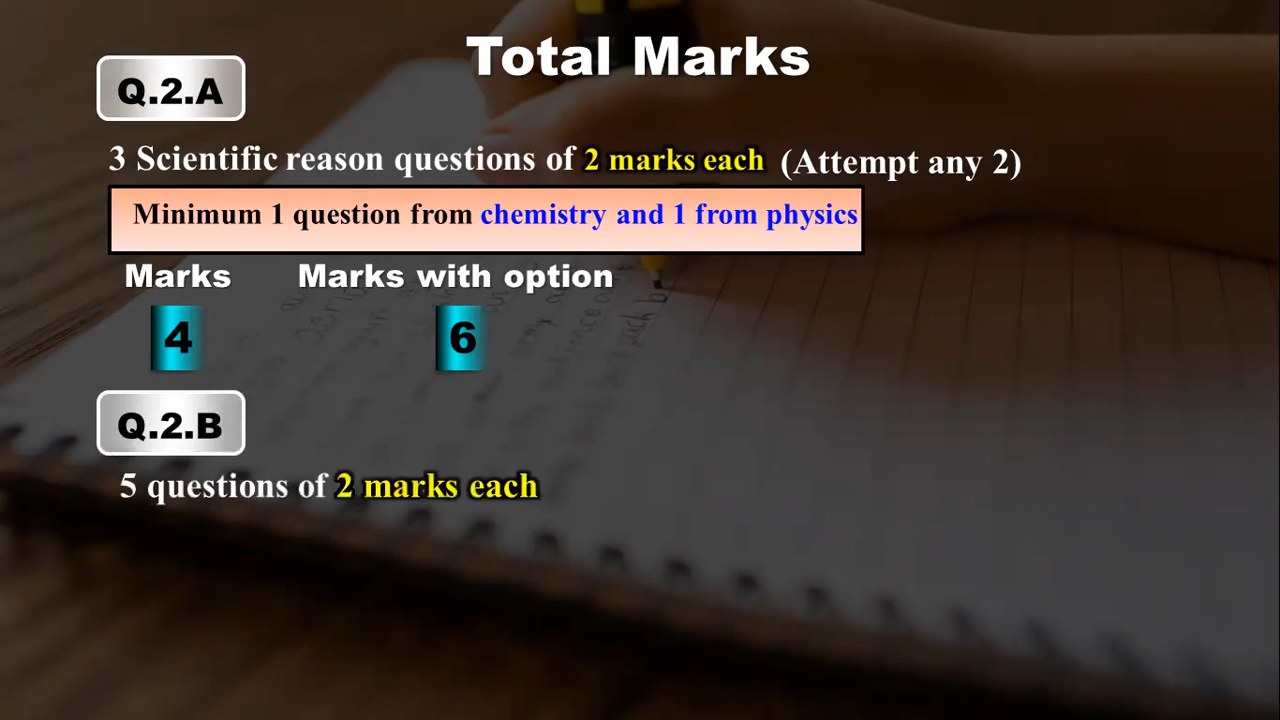 Total Marks
Q.2.A
3 Scientific reason questions of 2 marks each (Attempt any 2)
Minimum 1 question from chemistry and 1 from physics
Marks Marks with option
4 6
Q.2.B
5 questions of 2 marks each